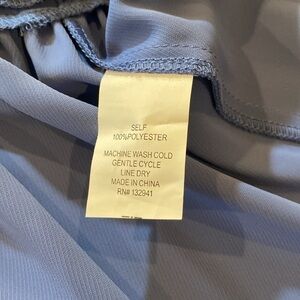 SELF
100%POLYESTER
MACHINE WASH COLD
GENTLE CYCLE
LINE DRY
MADE IN CHINA
RN# 132941